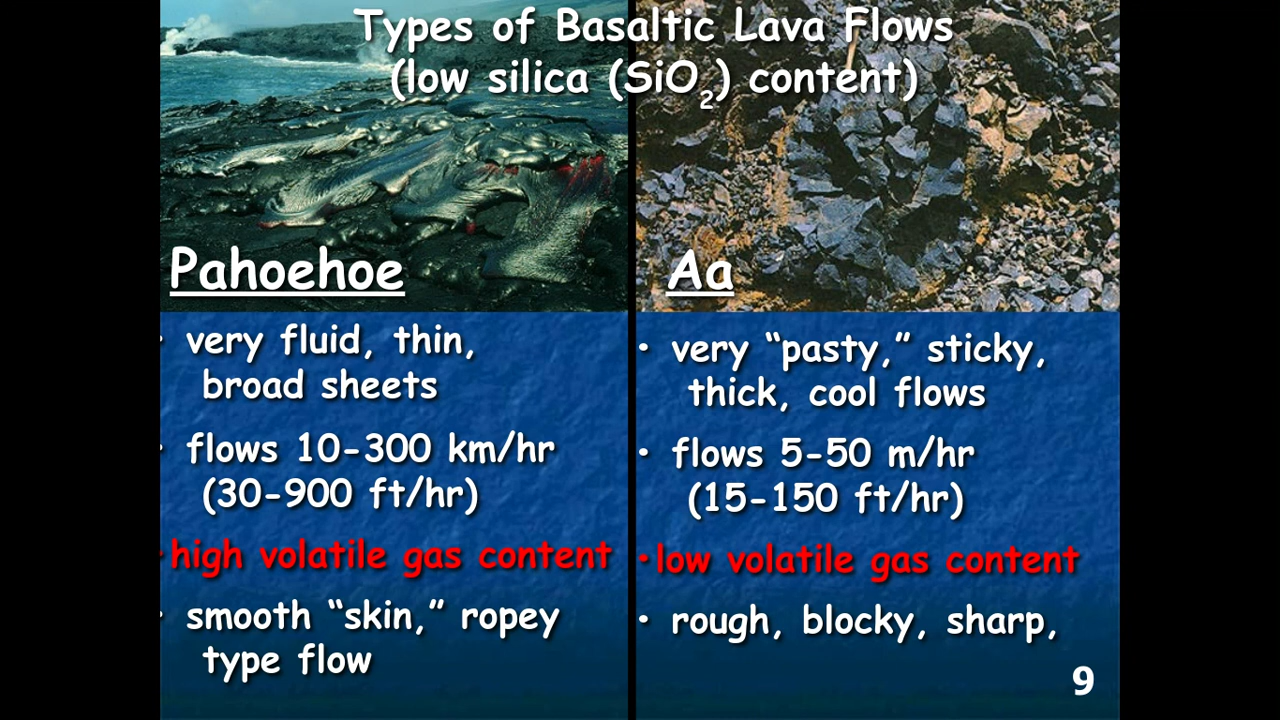 Types of Basaltic Lava Flows
(low silica (SiO₂) content)
Pahoehoe
• very fluid, thin,
broad sheets
• flows 10-300 km/hr
(30-900 ft/hr)
• high volatile gas content
• smooth “skin,” ropey
type flow
Aa
• very “pasty,” sticky,
thick, cool flows
• flows 5-50 m/hr
(15-150 ft/hr)
• low volatile gas content
• rough, blocky, sharp,
9